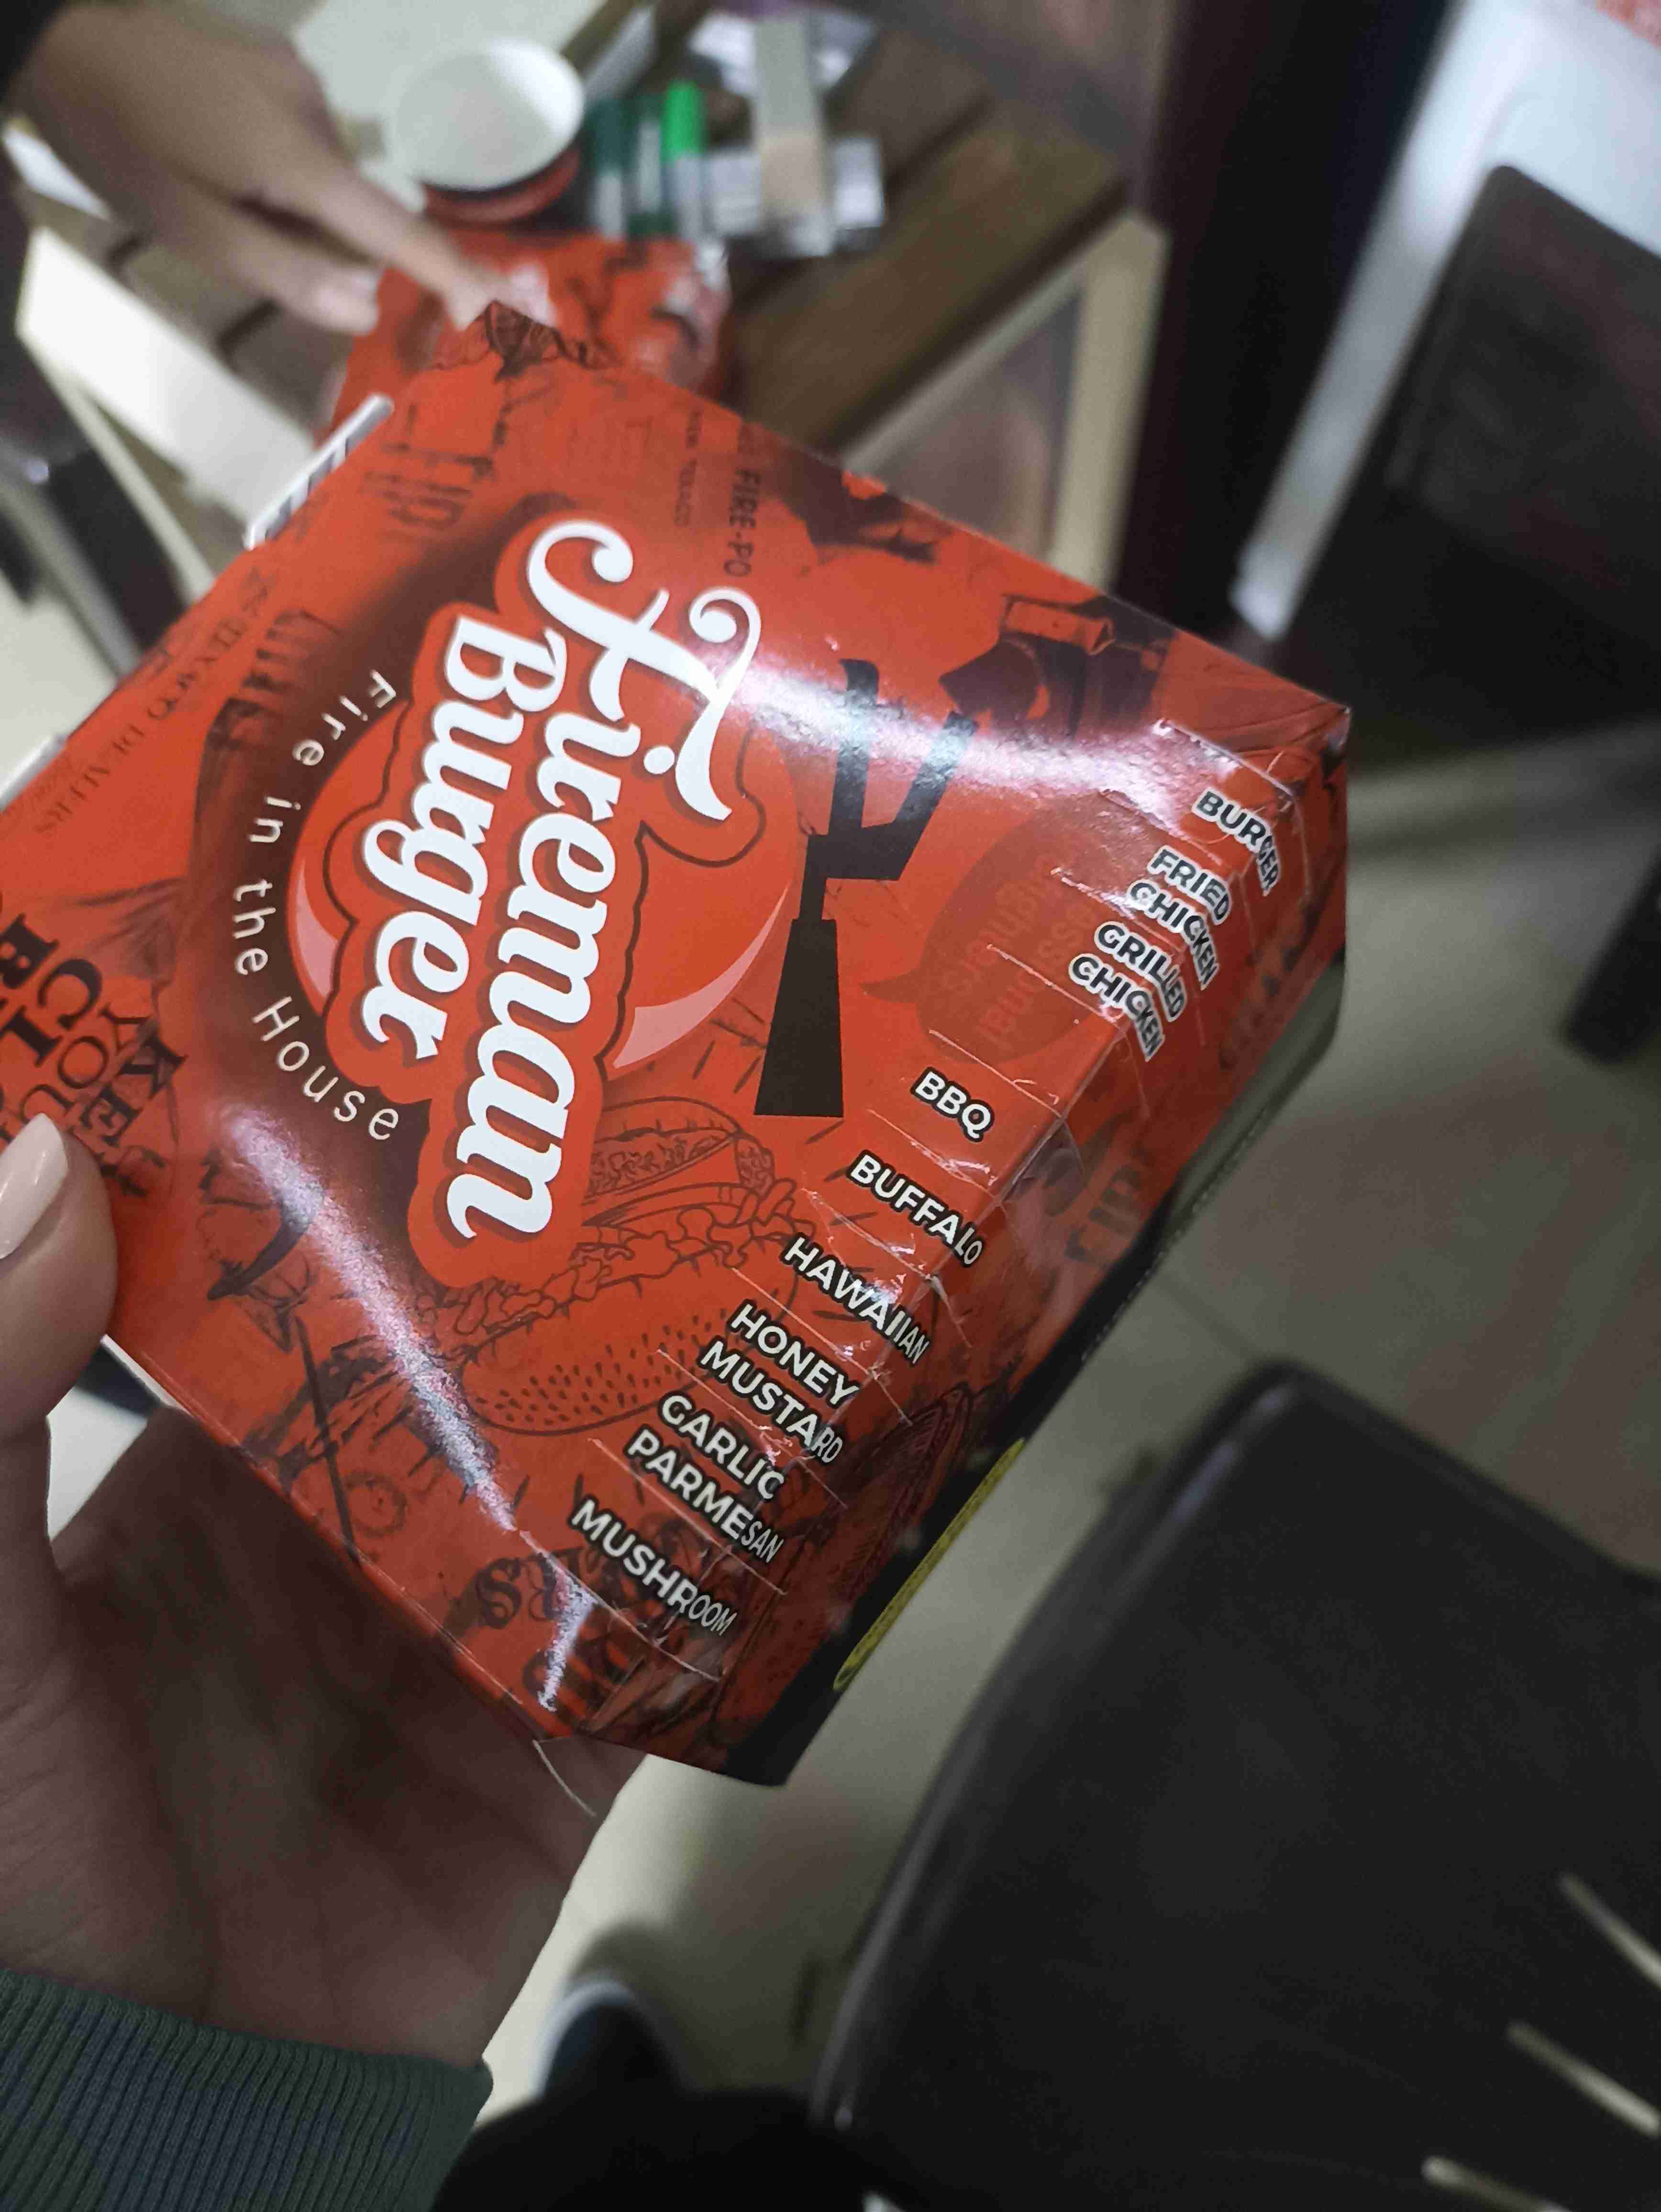 Fireman
Burger
Fire in the House
BURGER
FRIED
CHICKEN
GRILLED
CHICKEN
BBQ
BUFFALO
HAWAIIAN
HONEY
MUSTARD
GARLIC
PARMESAN
MUSHROOM
FIRE-PO